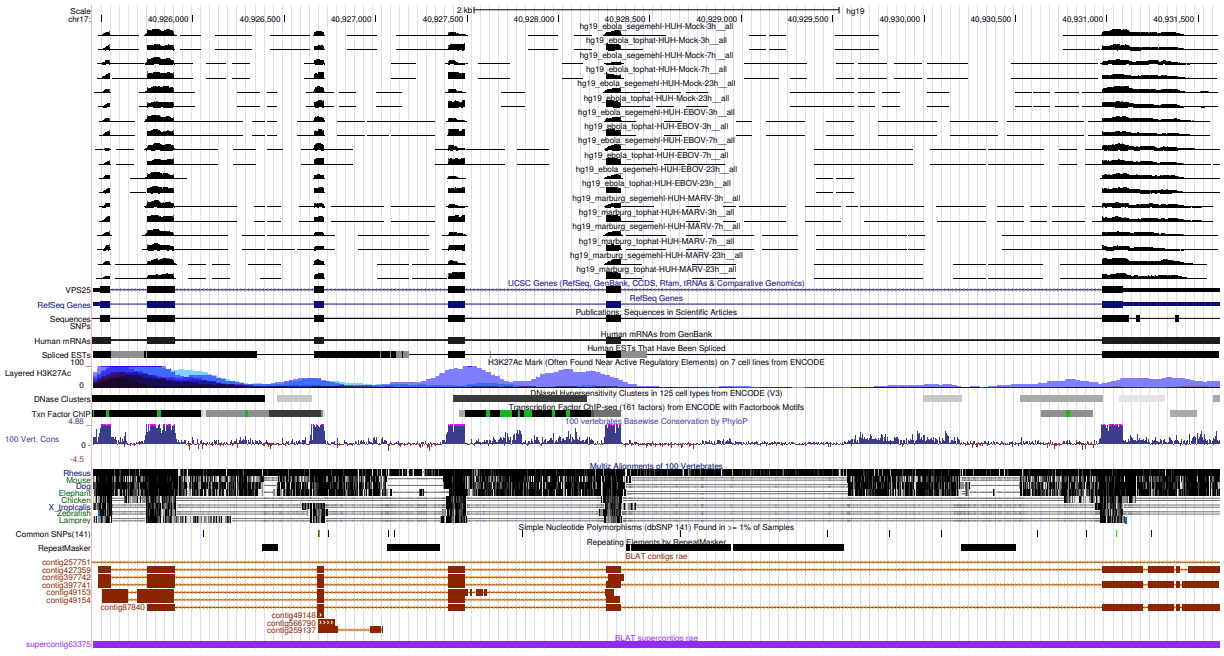 Scale 2 kb hg19
chr17: 40,926,000 40,926,500 40,927,000 40,927,500 40,928,000 40,928,500 40,929,000 40,929,500 40,930,000 40,930,500 40,931,000 40,931,500
hg19_ebola_segemehl-HUH-Mock-3h__all
hg19_ebola_tophat-HUH-Mock-3h__all
hg19_ebola_segemehl-HUH-Mock-7h__all
hg19_ebola_tophat-HUH-Mock-7h__all
hg19_ebola_segemehl-HUH-Mock-23h__all
hg19_ebola_tophat-HUH-Mock-23h__all
hg19_ebola_segemehl-HUH-EBOV-3h__all
hg19_ebola_tophat-HUH-EBOV-3h__all
hg19_ebola_segemehl-HUH-EBOV-7h__all
hg19_ebola_tophat-HUH-EBOV-7h__all
hg19_ebola_segemehl-HUH-EBOV-23h__all
hg19_ebola_tophat-HUH-EBOV-23h__all
hg19_marburg_segemehl-HUH-MARV-3h__all
hg19_marburg_tophat-HUH-MARV-3h__all
hg19_marburg_segemehl-HUH-MARV-7h__all
hg19_marburg_tophat-HUH-MARV-7h__all
hg19_marburg_segemehl-HUH-MARV-23h__all
hg19_marburg_tophat-HUH-MARV-23h__all
UCSC Genes (RefSeq, GenBank, CCDS, Rfam, tRNAs & Comparative Genomics)
VPS25
RefSeq Genes
RefSeq Genes
Publications: Sequences in Scientific Articles
Sequences
SNPs
Human mRNAs from GenBank
Human mRNAs
Human ESTs That Have Been Spliced
Spliced ESTs
H3K27Ac Mark (Often Found Near Active Regulatory Elements) on 7 cell lines from ENCODE
100
Layered H3K27Ac
0
DNaseI Hypersensitivity Clusters in 125 cell types from ENCODE (V3)
DNase Clusters
Transcription Factor ChIP-seq (161 factors) from ENCODE with Factorbook Motifs
Txn Factor ChIP
100 vertebrates Basewise Conservation by PhyloP
4.88
100 Vert. Cons
0
-4.5
Multiz Alignments of 100 Vertebrates
Rhesus
Mouse
Dog
Elephant
Chicken
X_tropicalis
Zebrafish
Lamprey
Simple Nucleotide Polymorphisms (dbSNP 141) Found in >= 1% of Samples
Common SNPs(141)
Repeating Elements by RepeatMasker
RepeatMasker
BLAT contigs rae
contig257751
contig427359
contig397742
contig397741
contig49153
contig49154
contig87840
contig49148
contig566790
contig259137
BLAT supercontigs rae
supercontig63375